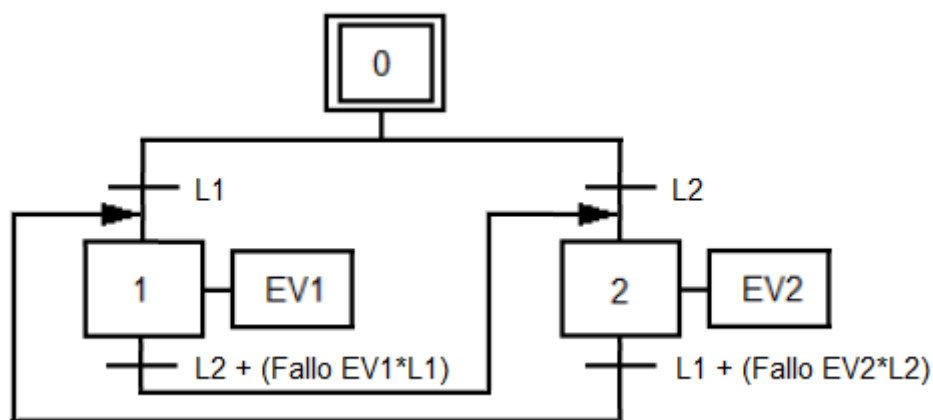 0
L1
L2
1
EV1
2
EV2
L2 + (Fallo EV1*L1)
L1 + (Fallo EV2*L2)